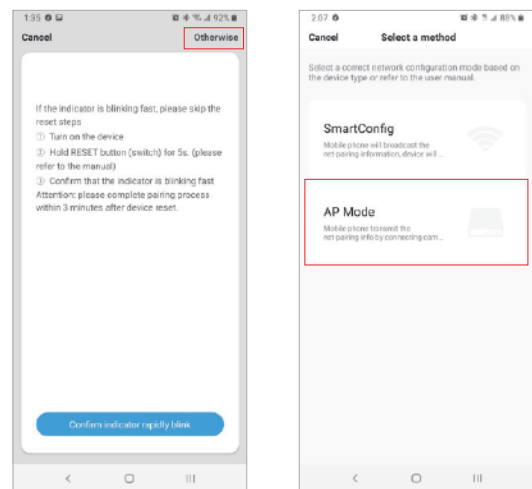 1:35 92%
Cancel Otherwise
If the indicator is blinking fast, please skip the
reset steps
① Turn on the device
② Hold RESET button (switch) for 5s. (please
refer to the manual)
③ Confirm that the indicator is blinking fast
Attention: please complete pairing process
within 3 minutes after device reset.
Confirm indicator rapidly blink
2:07 88%
Cancel Select a method
Select a correct network configuration mode based on
the device type or refer to the user manual.
SmartConfig
Mobile phone will broadcast the
net-pairing information, device will ...
AP Mode
Mobile phone transmit the
net-pairing info by connecting cam...